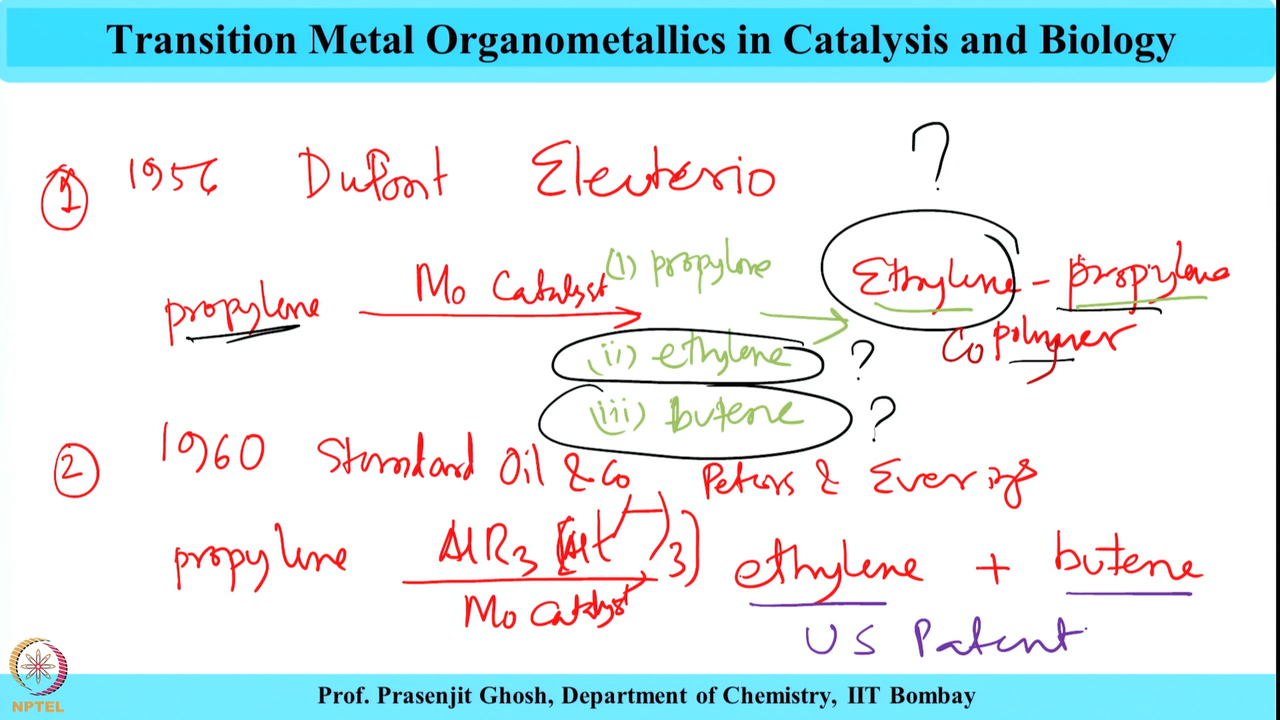 Transition Metal Organometallics in Catalysis and Biology
1 1956 DuPont Eleuterio ?
propylene Mo Catalyst (i) propylene Ethylene - propylene
Co polymer
(ii) ethylene ?
(iii) butene ?
2 1960 Standard Oil & Co Peters & Evering
propylene AlR3 ethylene + butene
Mo Catalyst
US Patent
NPTEL
Prof. Prasenjit Ghosh, Department of Chemistry, IIT Bombay